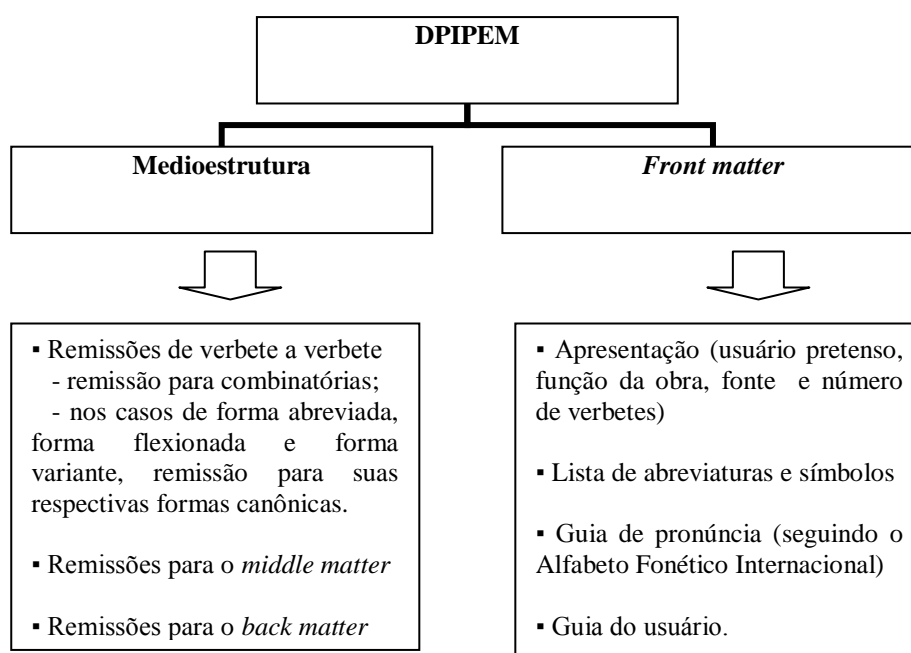 DPIPEM
Medioestrutura
Front matter
▪ Remissões de verbete a verbete
- remissão para combinatórias;
- nos casos de forma abreviada,
forma flexionada e forma
variante, remissão para suas
respectivas formas canônicas.
▪ Remissões para o middle matter
▪ Remissões para o back matter
▪ Apresentação (usuário pretenso,
função da obra, fonte e número
de verbetes)
▪ Lista de abreviaturas e símbolos
▪ Guia de pronúncia (seguindo o
Alfabeto Fonético Internacional)
▪ Guia do usuário.